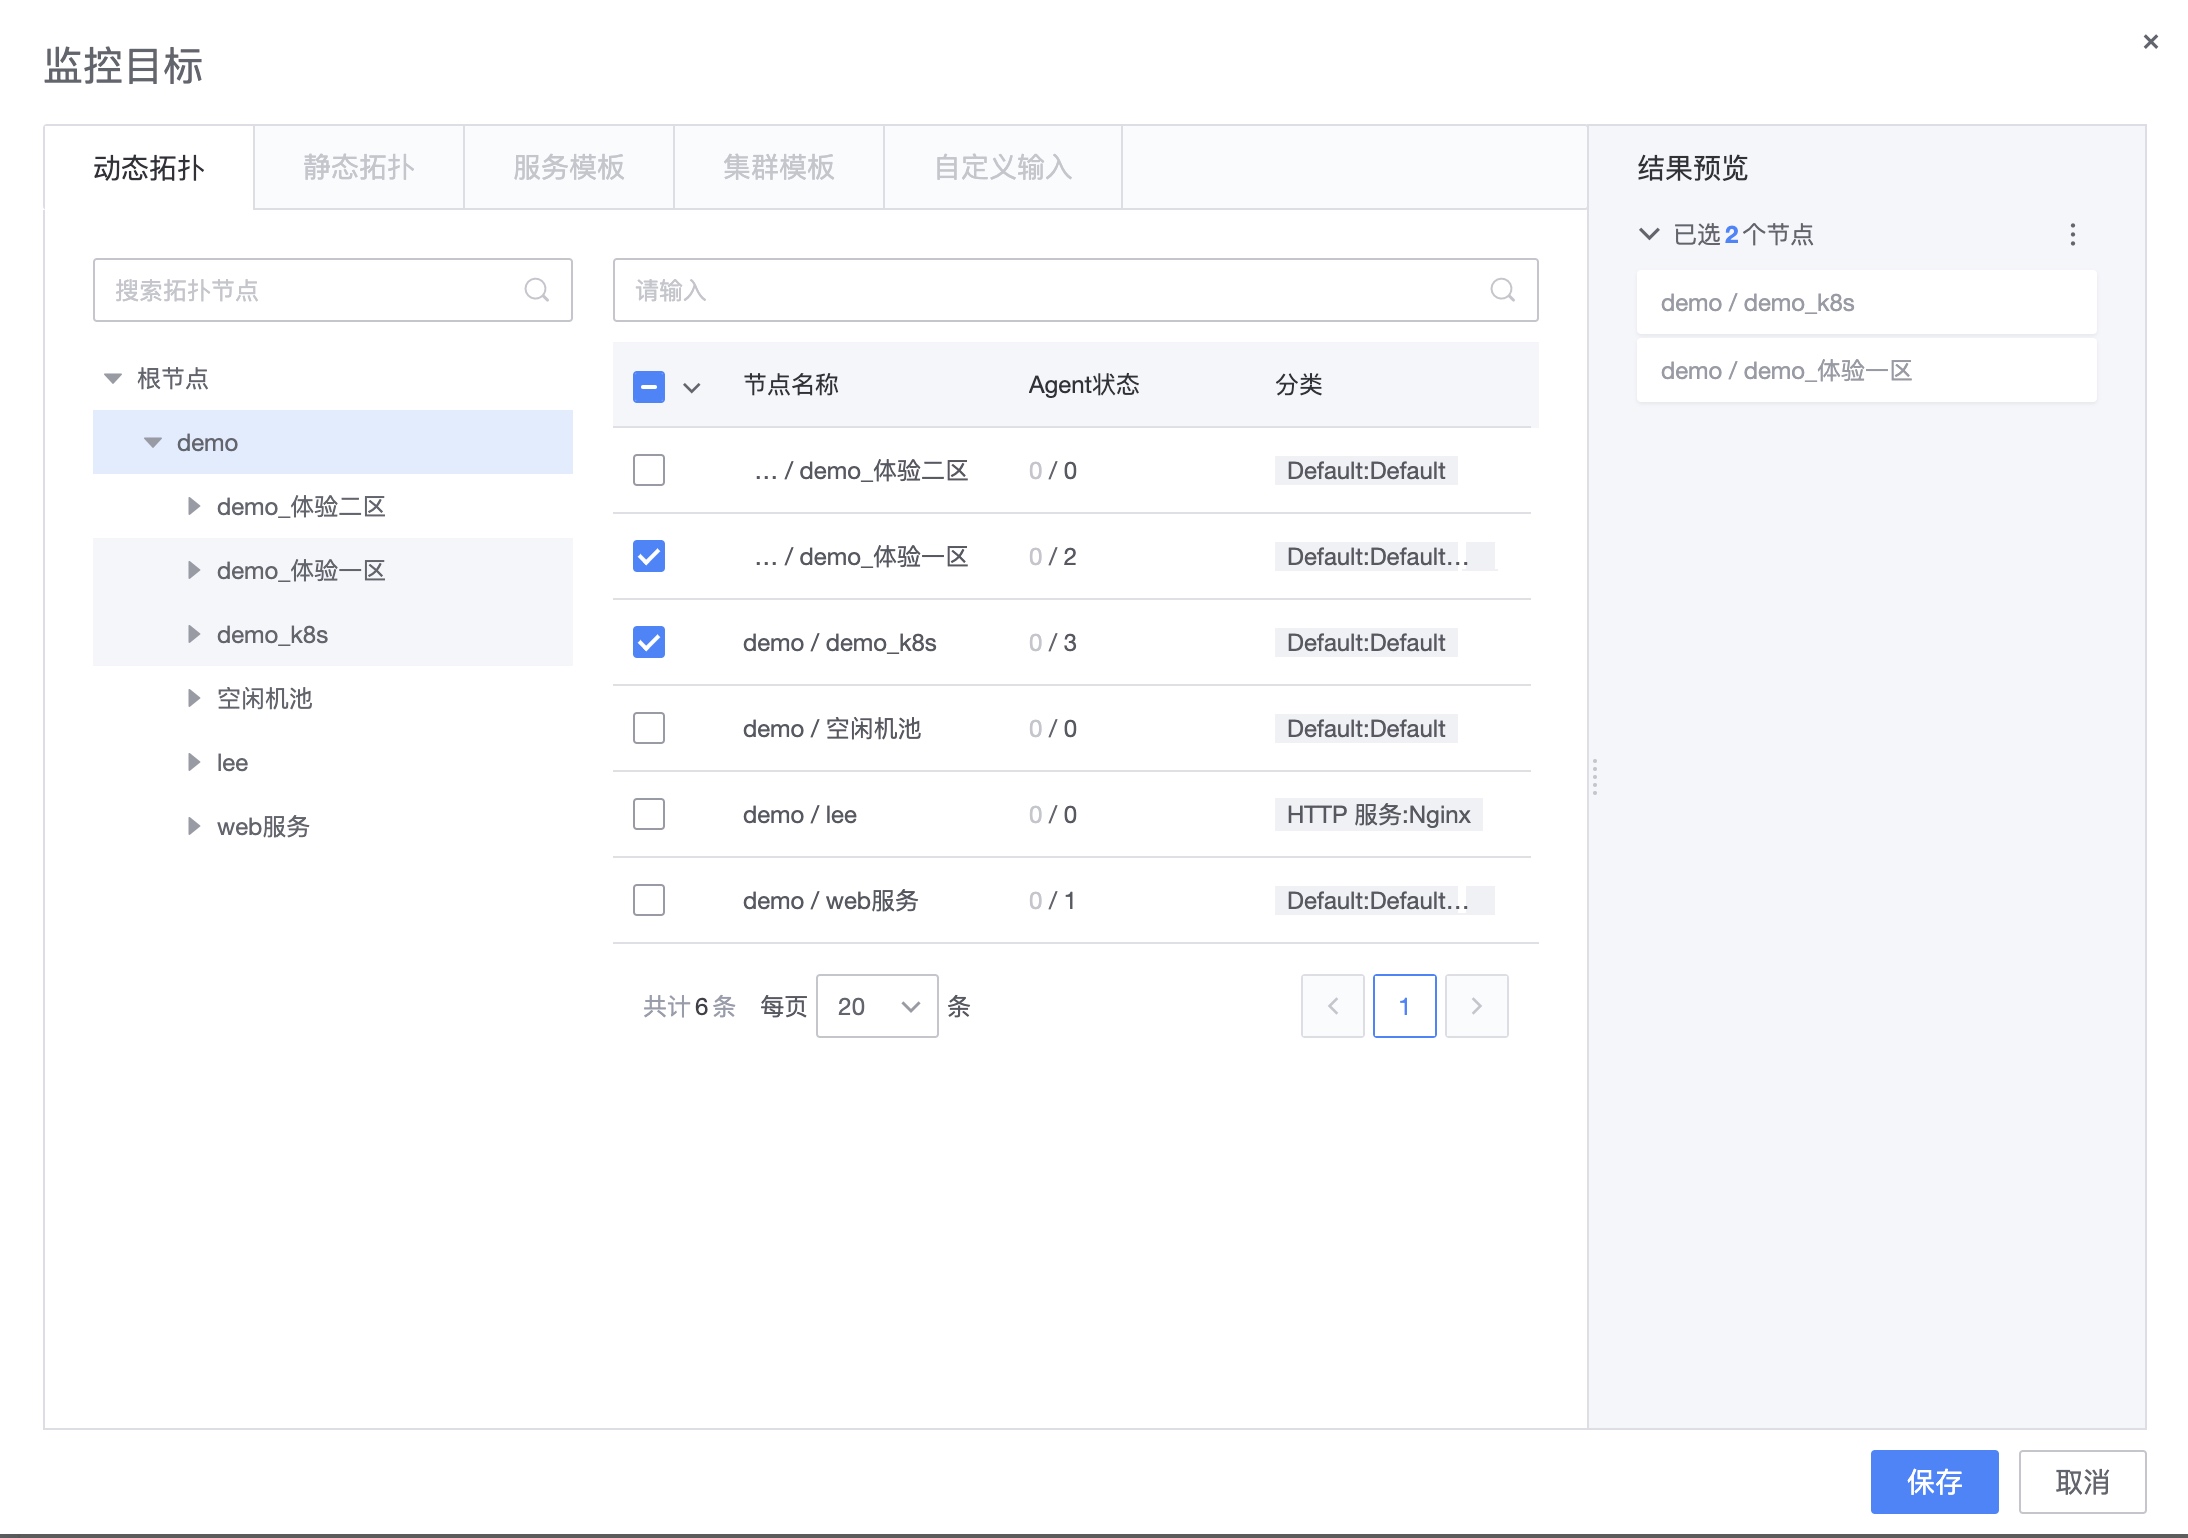 监控目标
动态拓扑
静态拓扑
服务模板
集群模板
自定义输入
搜索拓扑节点
根节点
demo
demo_体验二区
demo_体验一区
demo_k8s
空闲机池
lee
web服务
请输入
节点名称 Agent状态 分类
... / demo_体验二区 0 / 0 Default:Default
... / demo_体验一区 0 / 2 Default:Default...
demo / demo_k8s 0 / 3 Default:Default
demo / 空闲机池 0 / 0 Default:Default
demo / lee 0 / 0 HTTP 服务:Nginx
demo / web服务 0 / 1 Default:Default...
共计 6 条 每页 20 条 1
结果预览
已选 2 个节点
demo / demo_k8s
demo / demo_体验一区
保存
取消